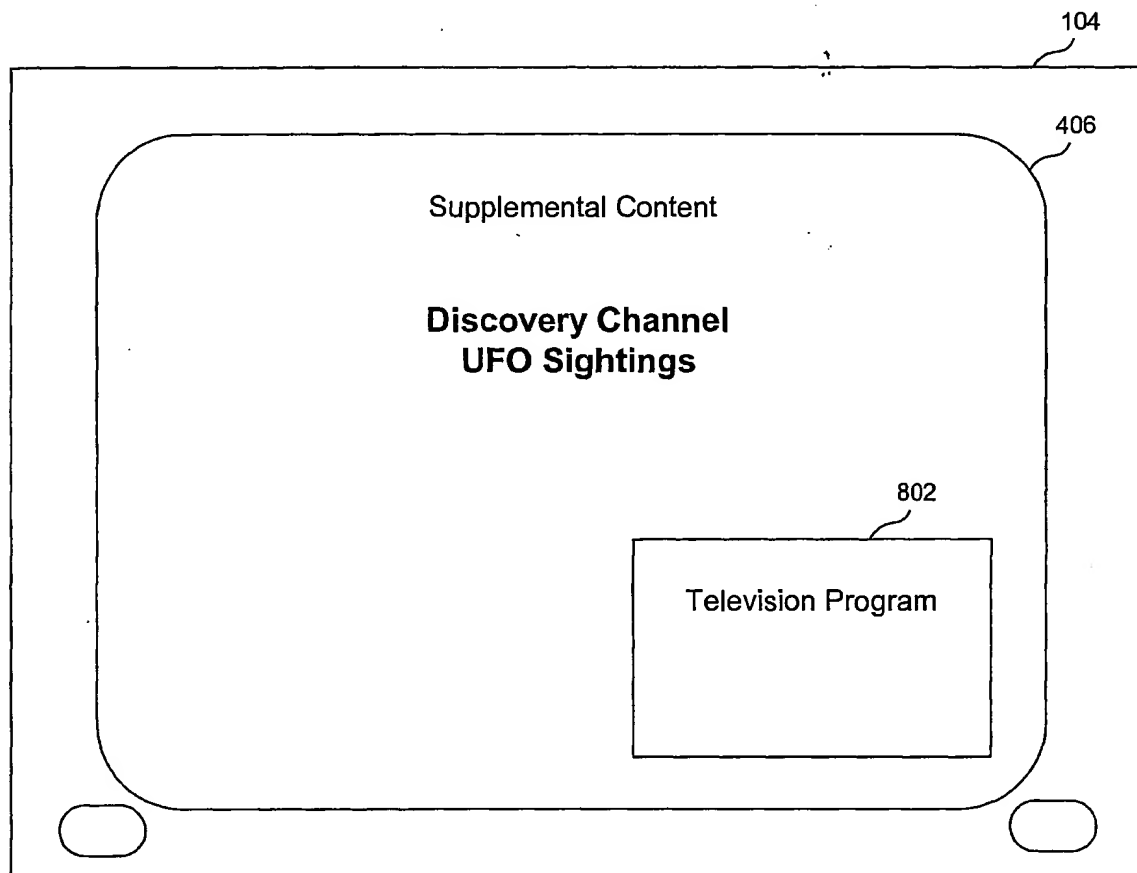 104
406
Supplemental Content
Discovery Channel
UFO Sightings
802
Television Program